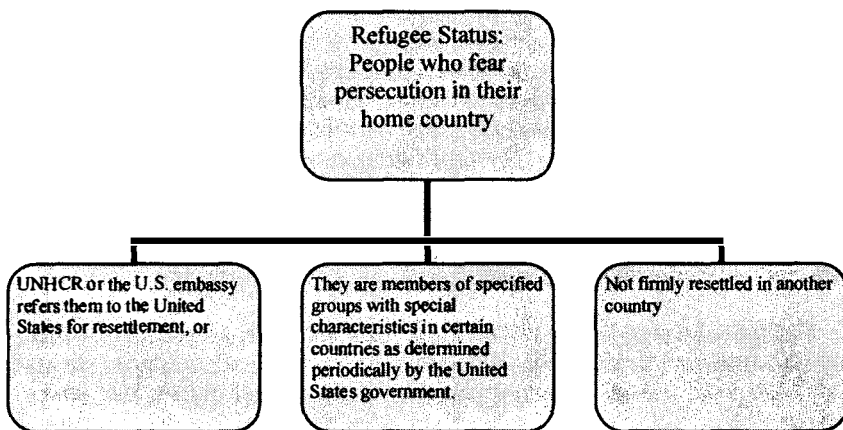 Refugee Status:
People who fear
persecution in their
home country
UNHCR or the U.S. embassy
refers them to the United
States for resettlement, or
They are members of specified
groups with special
characteristics in certain
countries as determined
periodically by the United
States government.
Not firmly resettled in another
country